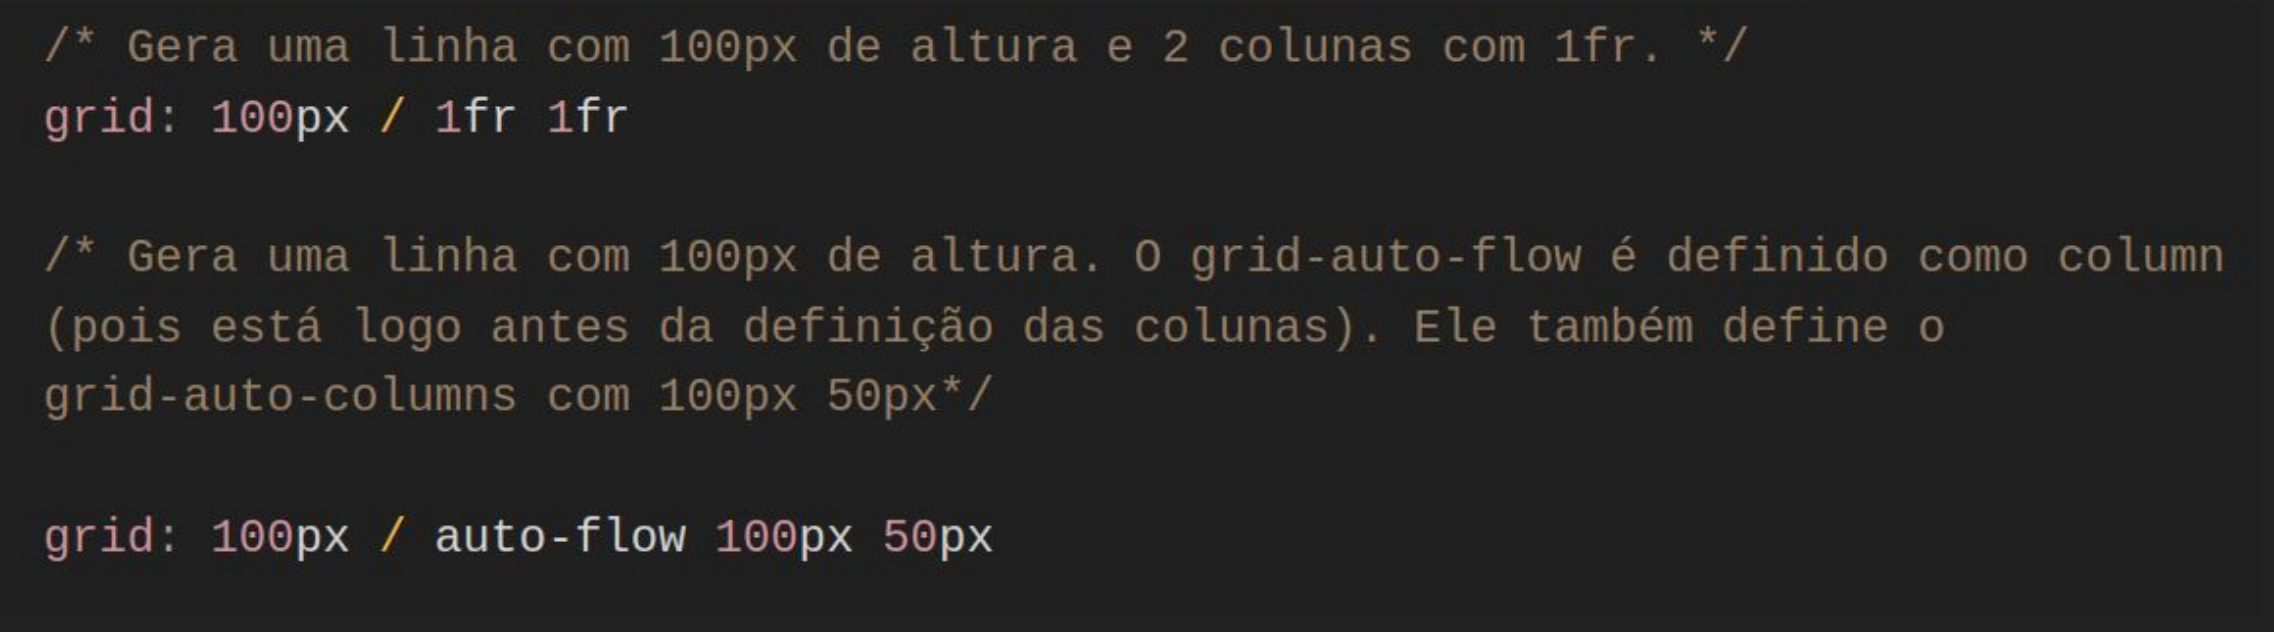 /* Gera uma linha com 100px de altura e 2 colunas com 1fr. */
grid: 100px / 1fr 1fr
/* Gera uma linha com 100px de altura. O grid-auto-flow é definido como column
(pois está logo antes da definição das colunas). Ele também define o
grid-auto-columns com 100px 50px*/
grid: 100px / auto-flow 100px 50px